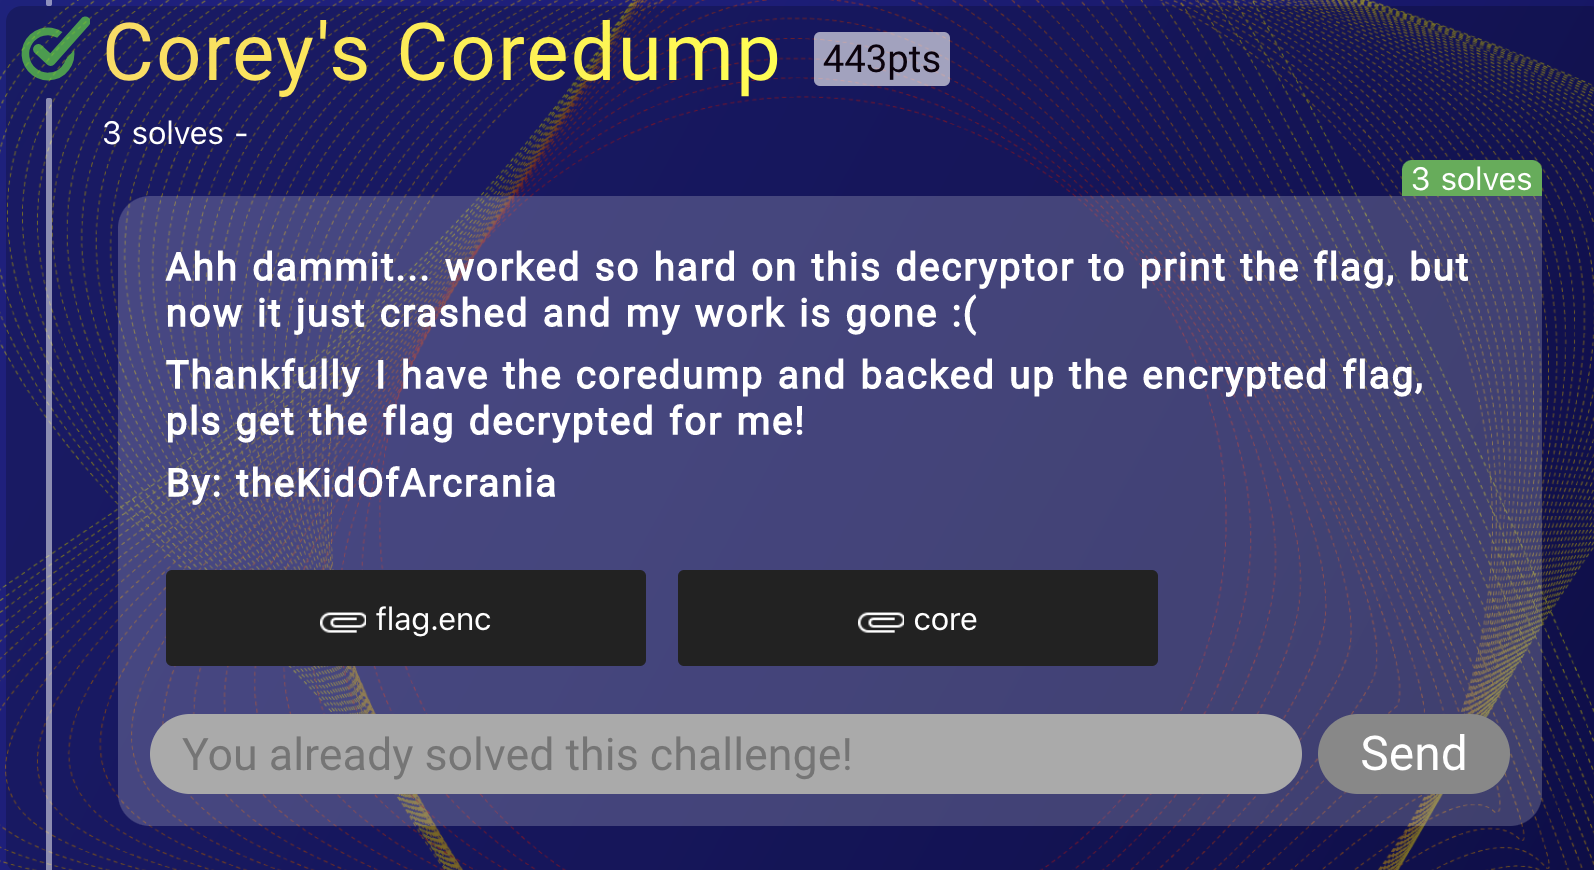 Corey's Coredump 443pts
3 solves -
3 solves
Ahh dammit... worked so hard on this decryptor to print the flag, but
now it just crashed and my work is gone :(
Thankfully I have the coredump and backed up the encrypted flag,
pls get the flag decrypted for me!
By: theKidOfArcrania
flag.enc core
You already solved this challenge! Send